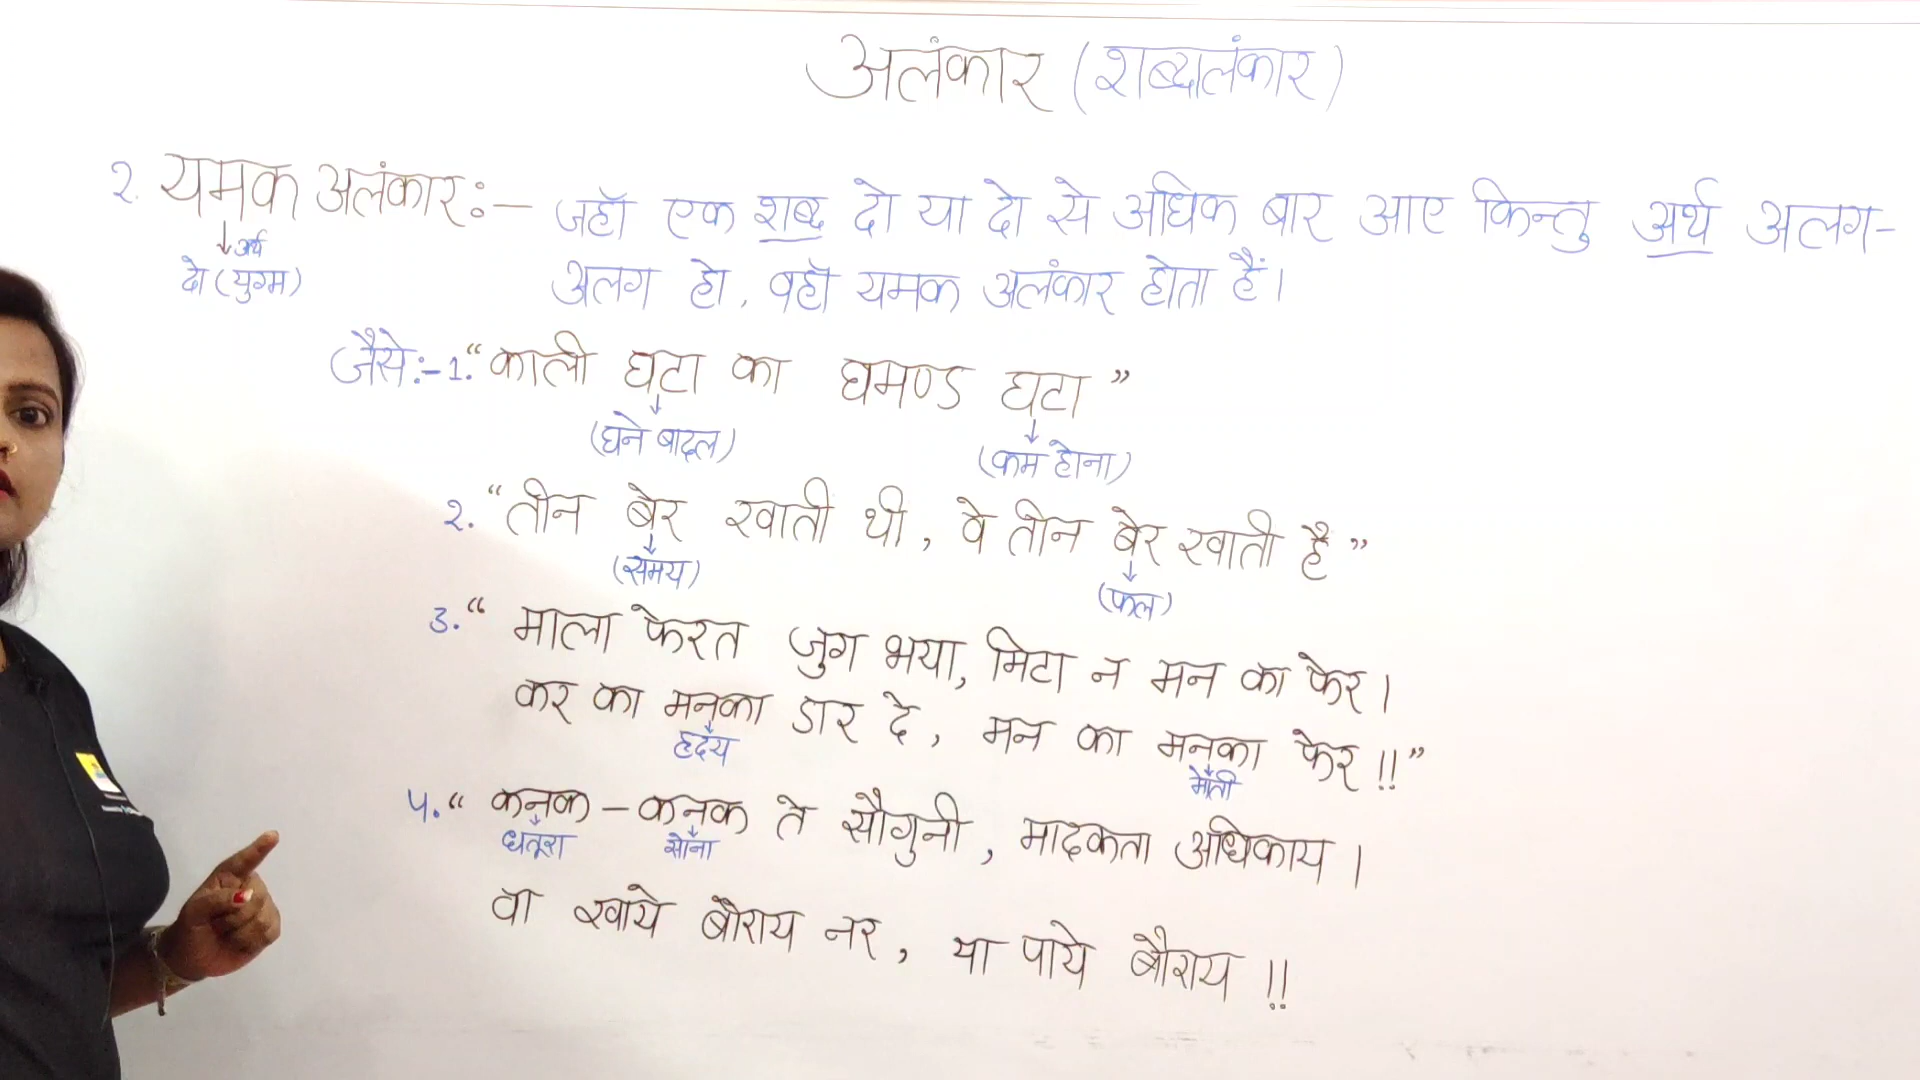 अलंकार (शब्दालंकार)
२. यमक अलंकार:- जहाँ एक शब्द दो या दो से अधिक बार आए किन्तु अर्थ अलग-
↓ अर्थ
दो (युग्म)
अलग हो, वहाँ यमक अलंकार होता हैं।
जैसे:- 1. “काली घटा का घमण्ड घटा”
(घने बादल) (कम होना)
२. “तीन बेर खाती थी, वे तीन बेर खाती है”
(समय) (फल)
3. “ माला फेरत जुग भया, मिटा न मन का फेर।
कर का मनका डार दे, मन का मनका फेर!!”
हृदय मोती
५. “ कनक – कनक ते सौगुनी, मादकता अधिकाय।
धतूरा सोना
वा खाये बौराय नर, या पाये बौराय !!